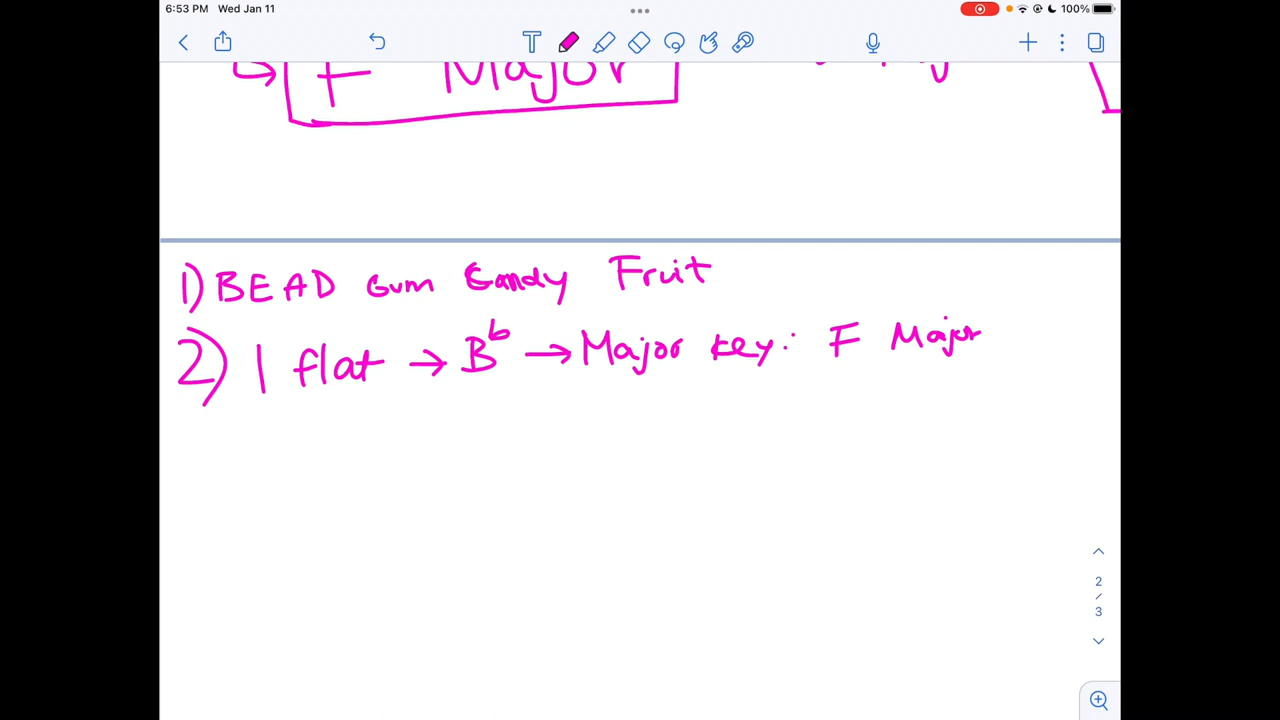 6:53 PM Wed Jan 11
100%
F Major
1) BEAD Gum Candy Fruit
2) 1 flat → B♭ → Major key: F Major
2
/
3